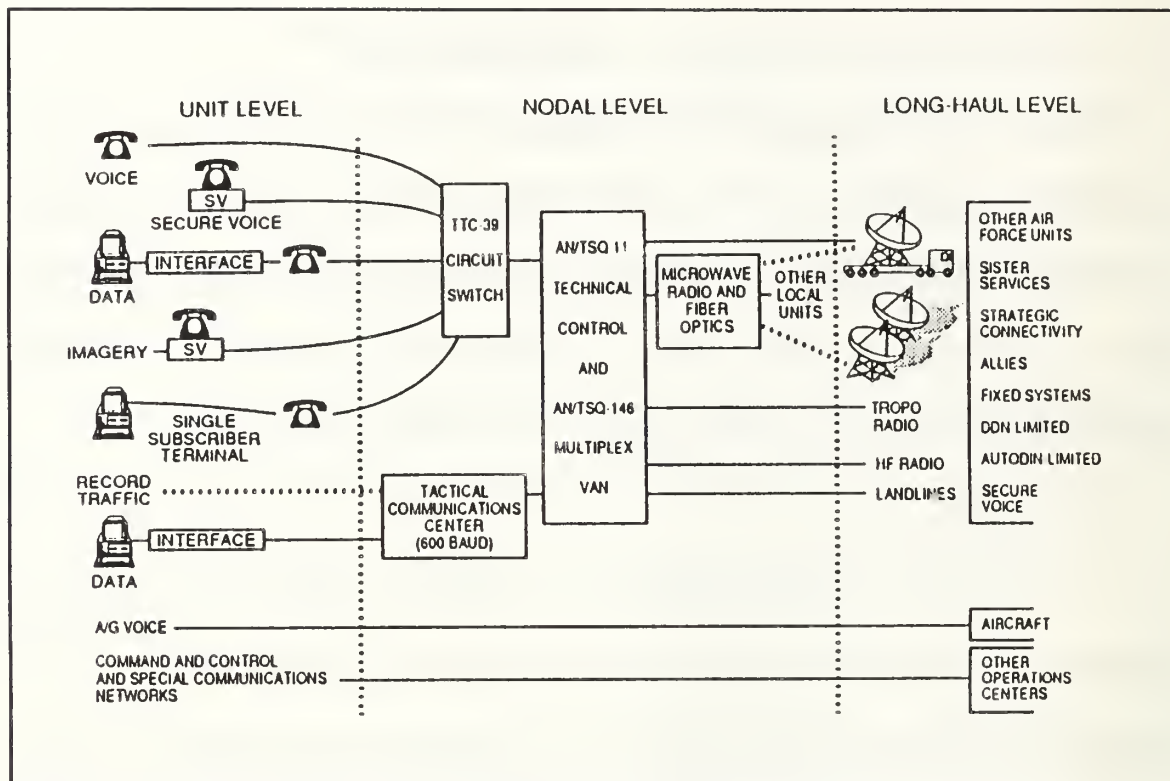 UNIT LEVEL
NODAL LEVEL
LONG-HAUL LEVEL
VOICE
SV
SECURE VOICE
INTERFACE
DATA
IMAGERY
SV
SINGLE
SUBSCRIBER
TERMINAL
RECORD
TRAFFIC
INTERFACE
DATA
TTC-39
CIRCUIT
SWITCH
TACTICAL
COMMUNICATIONS
CENTER
(600 BAUD)
AN/TSQ-11
TECHNICAL
CONTROL
AND
AN/TSQ-146
MULTIPLEX
VAN
MICROWAVE
RADIO AND
FIBER
OPTICS
OTHER
LOCAL
UNITS
TROPO
RADIO
HF RADIO
LANDLINES
OTHER AIR
FORCE UNITS
SISTER
SERVICES
STRATEGIC
CONNECTIVITY
ALLIES
FIXED SYSTEMS
DDN LIMITED
AUTODIN LIMITED
SECURE
VOICE
A/G VOICE
AIRCRAFT
COMMAND AND CONTROL
AND SPECIAL COMMUNICATIONS
NETWORKS
OTHER
OPERATIONS
CENTERS